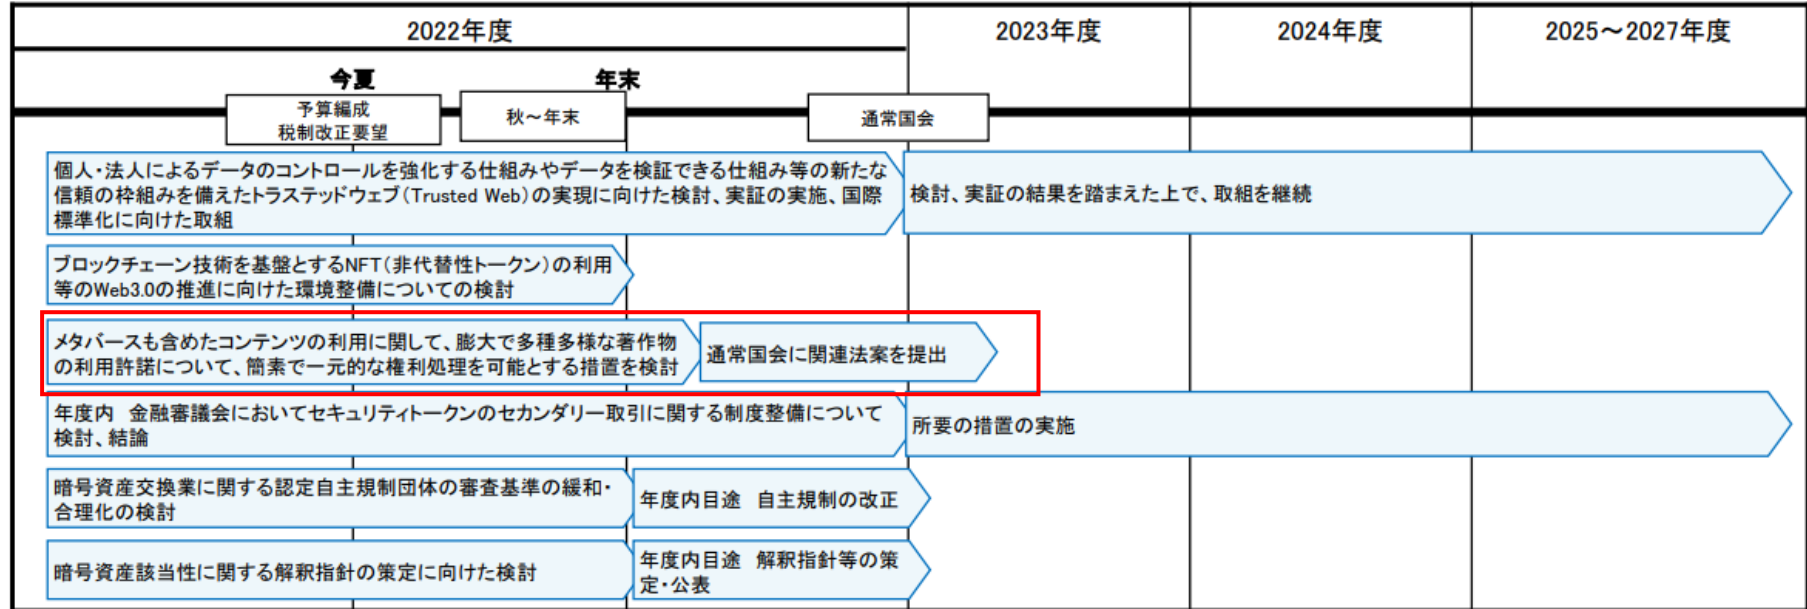 2022年度
2023年度
2024年度
2025～2027年度
今夏
年末
予算編成
税制改正要望
秋～年末
通常国会
個人・法人によるデータのコントロールを強化する仕組みやデータを検証できる仕組み等の新たな
信頼の枠組みを備えたトラステッドウェブ（Trusted Web）の実現に向けた検討、実証の実施、国際
標準化に向けた取組
検討、実証の結果を踏まえた上で、取組を継続
ブロックチェーン技術を基盤とするNFT（非代替性トークン）の利用
等のWeb3.0の推進に向けた環境整備についての検討
メタバースも含めたコンテンツの利用に関して、膨大で多種多様な著作物
の利用許諾について、簡素で一元的な権利処理を可能とする措置を検討
通常国会に関連法案を提出
年度内　金融審議会においてセキュリティトークンのセカンダリー取引に関する制度整備について
検討、結論
所要の措置の実施
暗号資産交換業に関する認定自主規制団体の審査基準の緩和・
合理化の検討
年度内目途　自主規制の改正
暗号資産該当性に関する解釈指針の策定に向けた検討
年度内目途　解釈指針等の策
定・公表